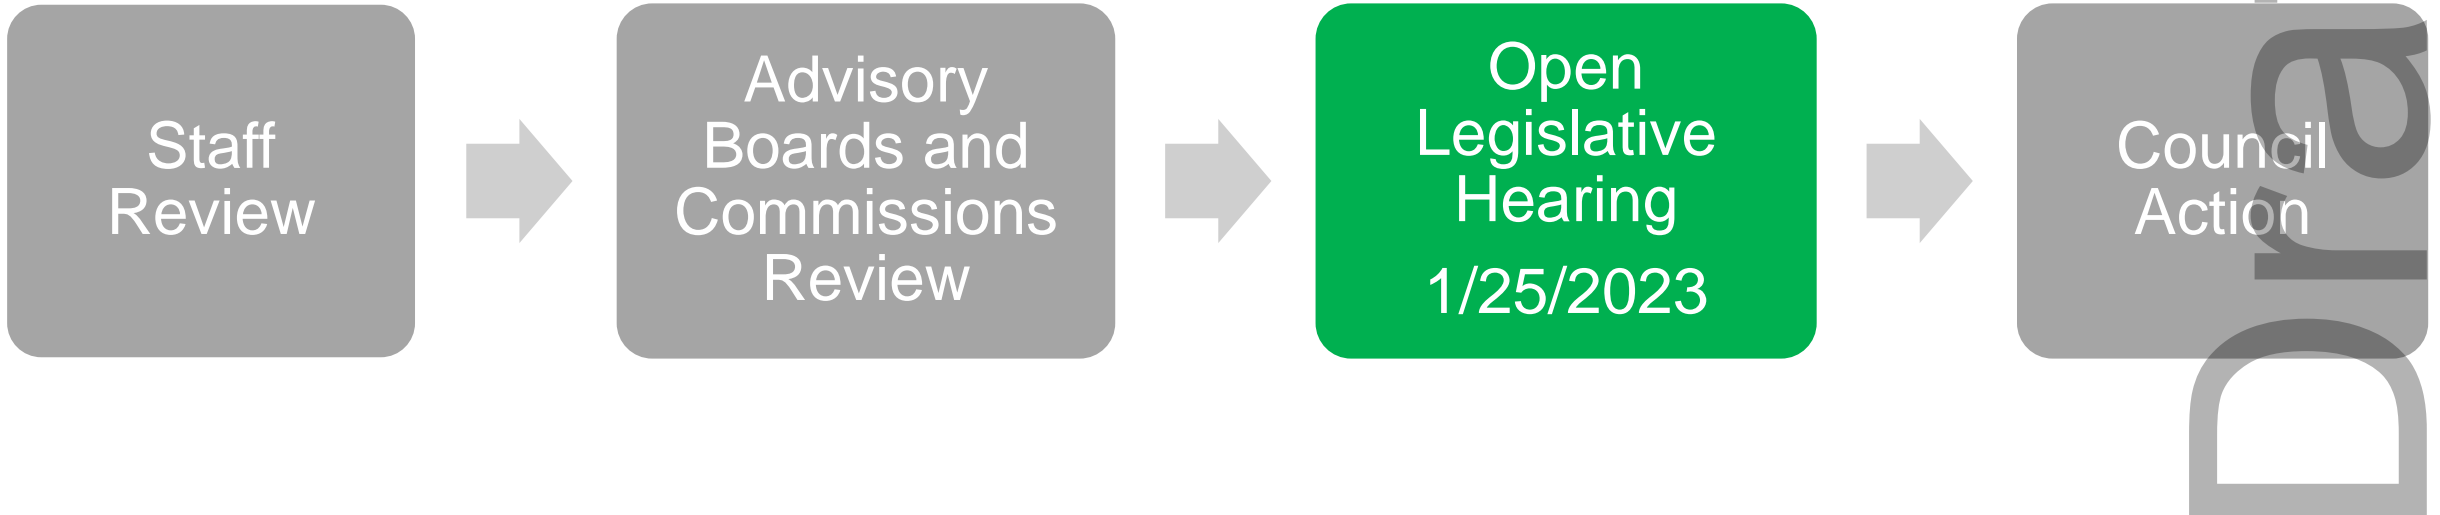 Staff
Review
Advisory
Boards and
Commissions
Review
Open
Legislative
Hearing
1/25/2023
Council
Action
Dra